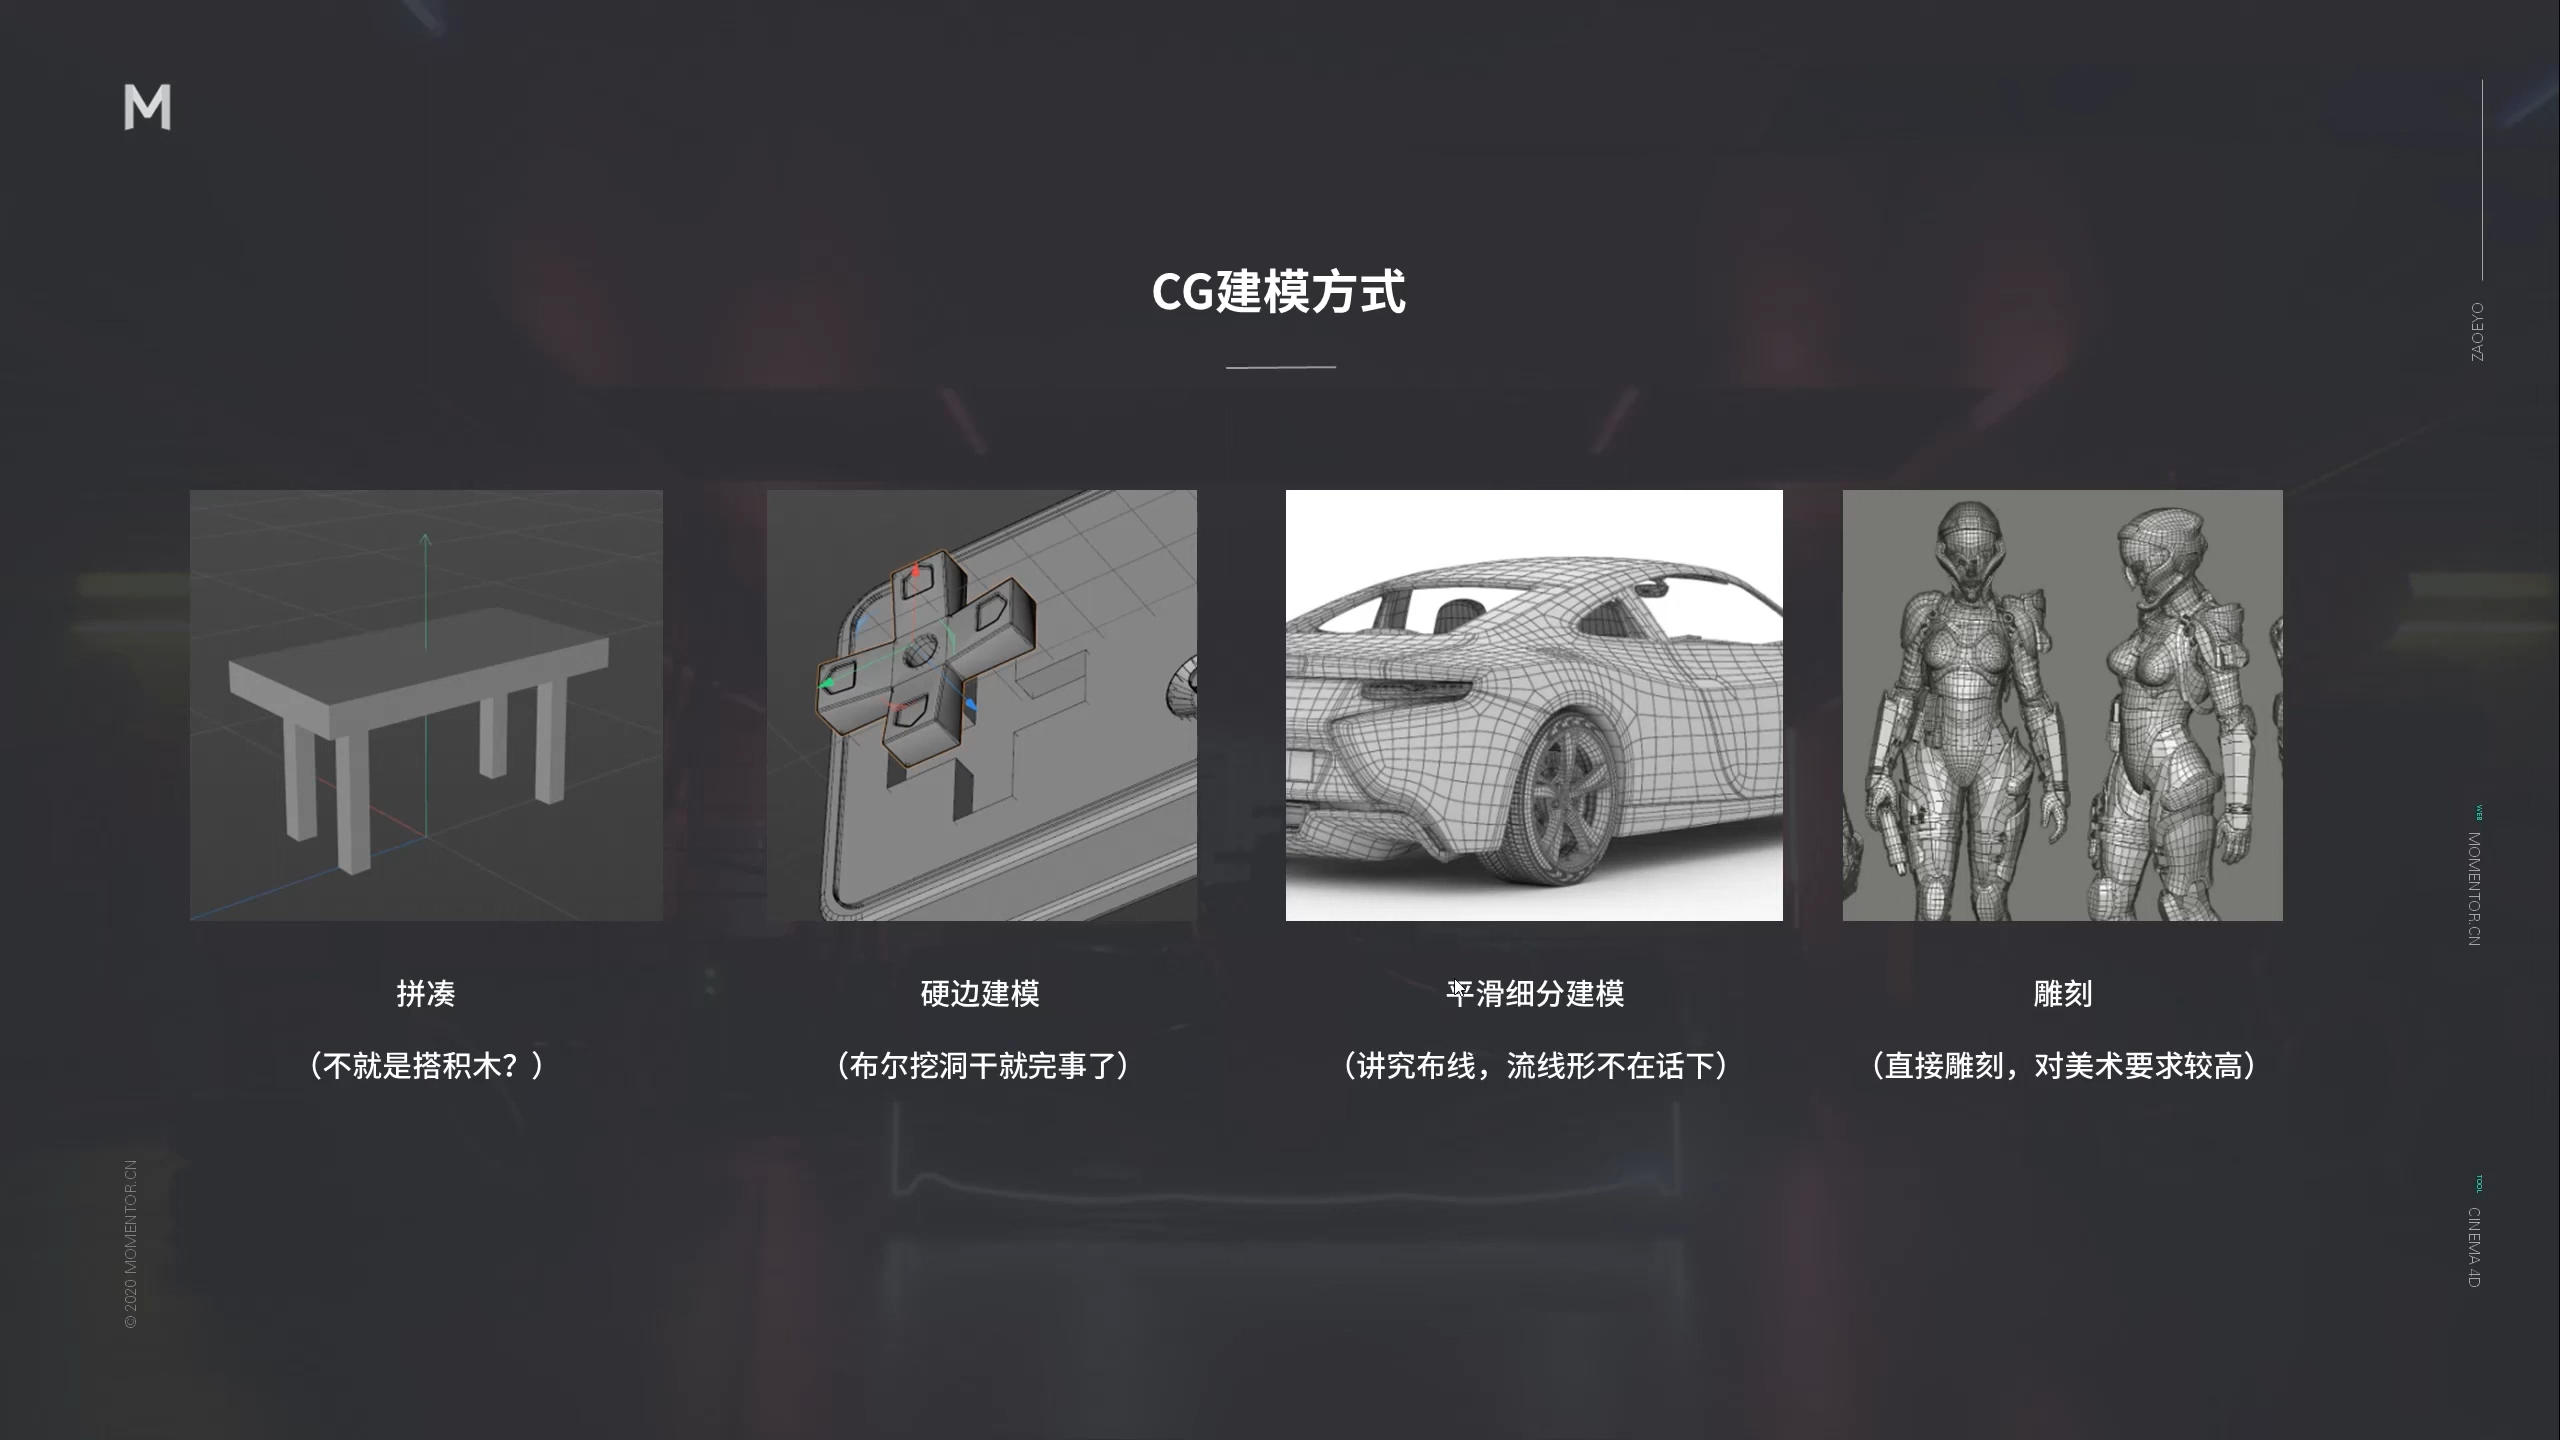 M
CG建模方式
ZAOEYO
拼凑
硬边建模
平滑细分建模
雕刻
（不就是搭积木？）
（布尔挖洞干就完事了）
（讲究布线，流线形不在话下）
（直接雕刻，对美术要求较高）
WEB MOMENTOR.CN
TOOL CINEMA 4D
© 2020 MOMENTOR.CN